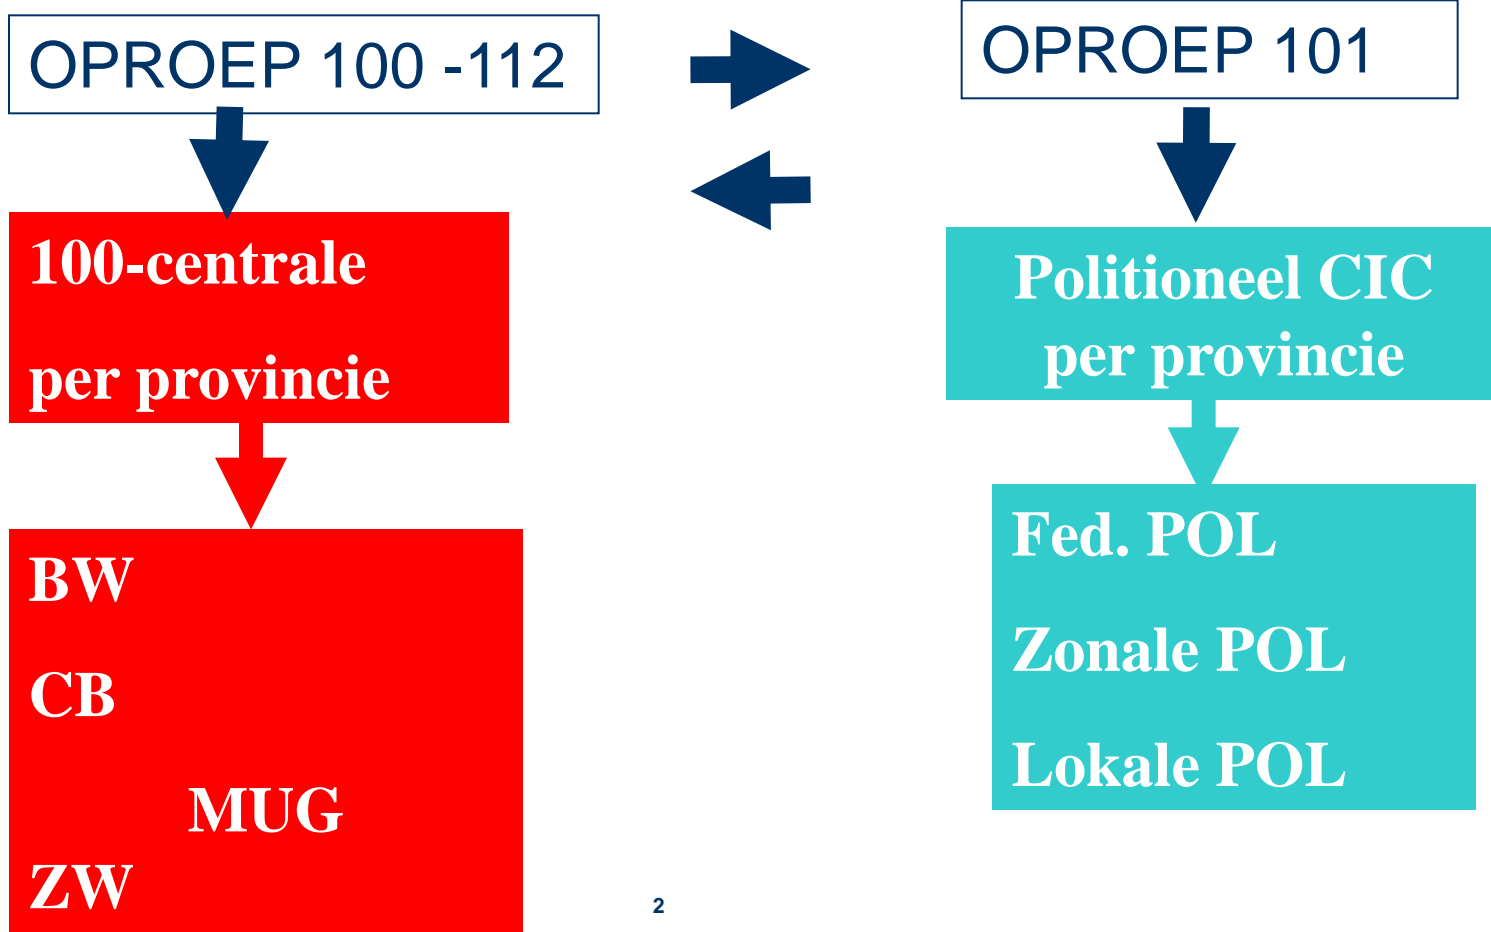 OPROEP 100 -112
100-centrale
per provincie
BW
CB
MUG
ZW
OPROEP 101
Politioneel CIC
per provincie
Fed. POL
Zonale POL
Lokale POL
2